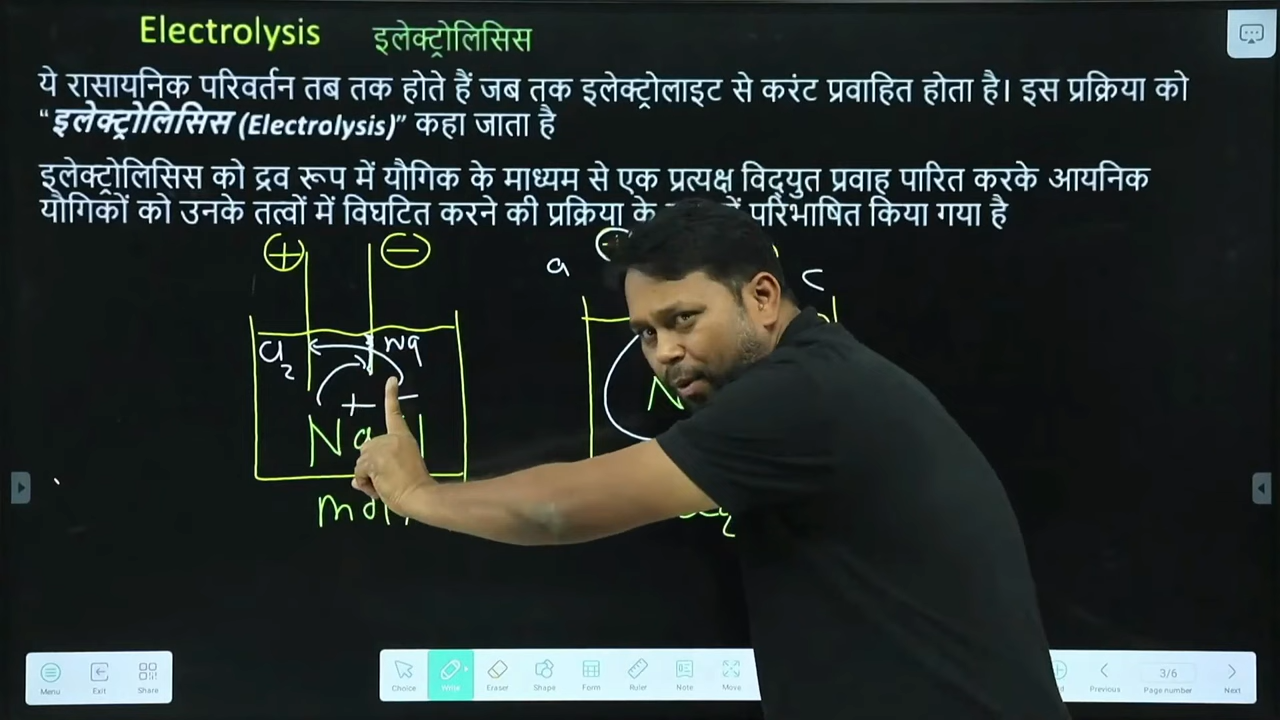 Electrolysis इलेक्ट्रोलिसिस
ये रासायनिक परिवर्तन तब तक होते हैं जब तक इलेक्ट्रोलाइट से करंट प्रवाहित होता है। इस प्रक्रिया को
“इलेक्ट्रोलिसिस (Electrolysis)” कहा जाता है
इलेक्ट्रोलिसिस को द्रव रूप में यौगिक के माध्यम से एक प्रत्यक्ष विद्युत प्रवाह पारित करके आयनिक
यौगिकों को उनके तत्वों में विघटित करने की प्रक्रिया के परिभाषित किया गया है
+ −
a c
Cl2 Na
+ −
Na
Menu Exit Share Choice Write Eraser Shape Form Ruler Note Move Previous 3/6 Page number Next